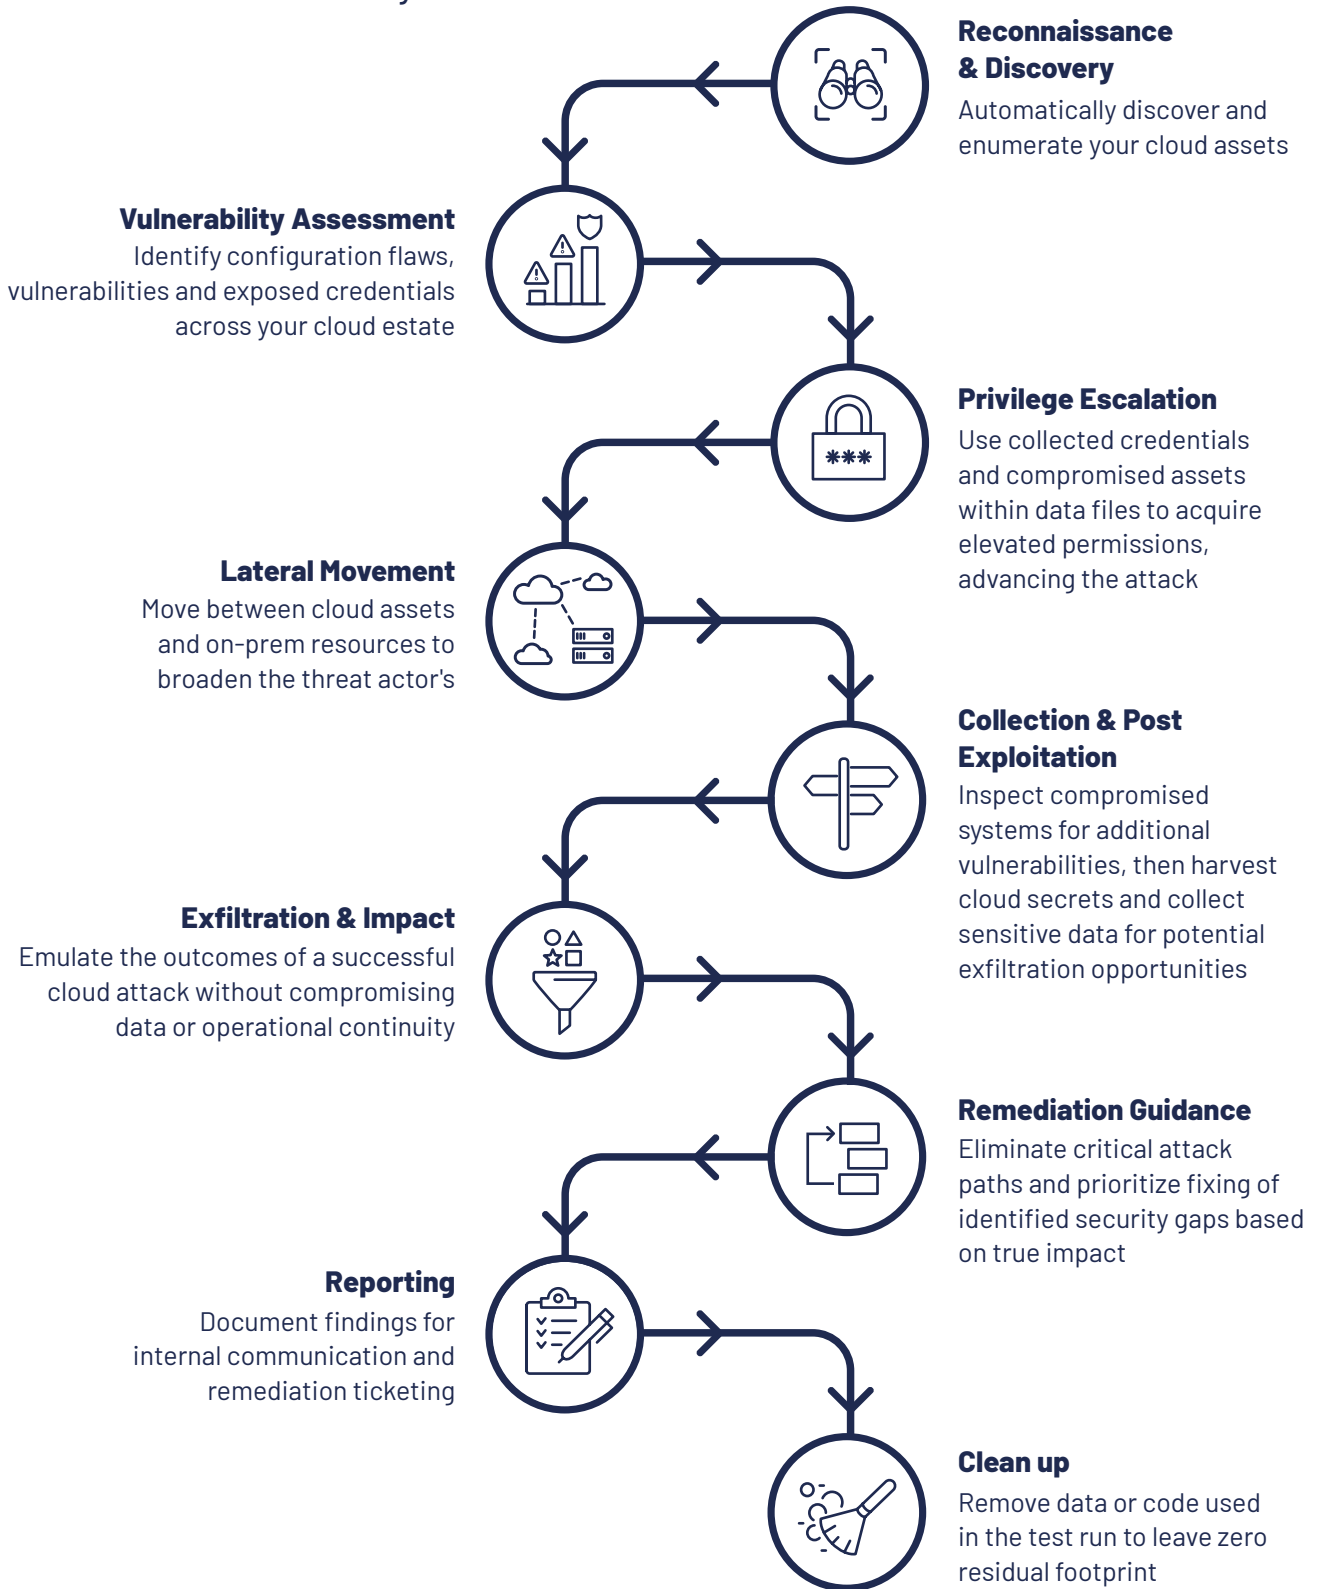 Reconnaissance
& Discovery
Automatically discover and
enumerate your cloud assets
Vulnerability Assessment
Identify configuration flaws,
vulnerabilities and exposed credentials
across your cloud estate
Privilege Escalation
Use collected credentials
and compromised assets
within data files to acquire
elevated permissions,
advancing the attack
***
Lateral Movement
Move between cloud assets
and on-prem resources to
broaden the threat actor's
Collection & Post
Exploitation
Inspect compromised
systems for additional
vulnerabilities, then harvest
cloud secrets and collect
sensitive data for potential
exfiltration opportunities
Exfiltration & Impact
Emulate the outcomes of a successful
cloud attack without compromising
data or operational continuity
Remediation Guidance
Eliminate critical attack
paths and prioritize fixing of
identified security gaps based
on true impact
Reporting
Document findings for
internal communication and
remediation ticketing
Clean up
Remove data or code used
in the test run to leave zero
residual footprint